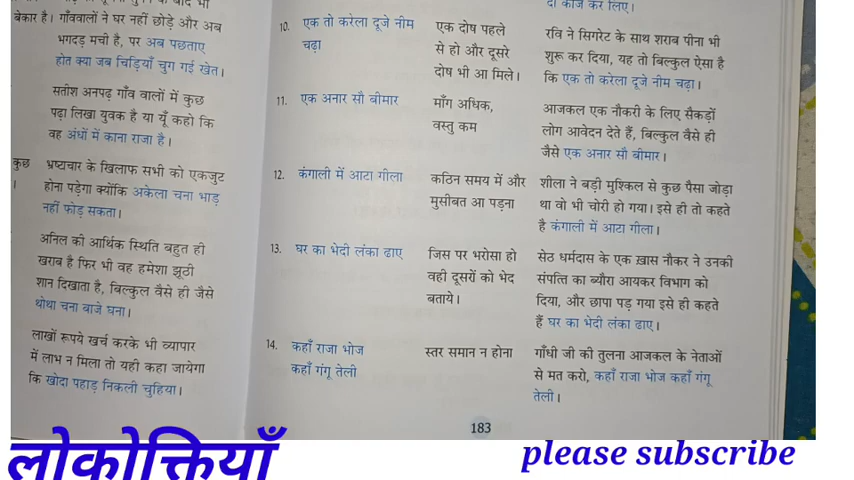 बेकार है। गाँववालों ने घर नहीं छोड़े और अब
भगदड़ मची है, पर अब पछताए
होत क्या जब चिड़ियाँ चुग गई खेत।
सतीश अनपढ़ गाँव वालों में कुछ
पढ़ा लिखा युवक है या यूँ कहो कि
वह अंधों में काना राजा है।
कुछ
।
भ्रष्टाचार के खिलाफ सभी को एकजुट
होना पड़ेगा क्योंकि अकेला चना भाड़
नहीं फोड़ सकता।
अनिल की आर्थिक स्थिति बहुत ही
खराब है फिर भी वह हमेशा झूठी
शान दिखाता है, बिल्कुल वैसे ही जैसे
थोथा चना बाजे घना।
लाखों रूपये खर्च करके भी व्यापार
में लाभ न मिला तो यही कहा जायेगा
कि खोदा पहाड़ निकली चुहिया।
10. एक तो करेला दूजे नीम
चढ़ा
एक दोष पहले
से हो और दूसरे
दोष भी आ मिले।
रवि ने सिगरेट के साथ शराब पीना भी
शुरू कर दिया, यह तो बिल्कुल ऐसा है
कि एक तो करेला दूजे नीम चढ़ा।
11. एक अनार सौ बीमार
माँग अधिक,
वस्तु कम
आजकल एक नौकरी के लिए सैकड़ों
लोग आवेदन देते हैं, बिल्कुल वैसे ही
जैसे एक अनार सौ बीमार।
12. कंगाली में आटा गीला
कठिन समय में और
मुसीबत आ पड़ना
शीला ने बड़ी मुश्किल से कुछ पैसा जोड़ा
था वो भी चोरी हो गया। इसे ही तो कहते
है कंगाली में आटा गीला।
13. घर का भेदी लंका ढाए
जिस पर भरोसा हो
वही दूसरों को भेद
बताये।
सेठ धर्मदास के एक ख़ास नौकर ने उनकी
संपत्ति का ब्यौरा आयकर विभाग को
दिया, और छापा पड़ गया इसे ही कहते
हैं घर का भेदी लंका ढाए।
14. कहाँ राजा भोज
कहाँ गंगू तेली
स्तर समान न होना
गाँधी जी की तुलना आजकल के नेताओं
से मत करो, कहाँ राजा भोज कहाँ गंगू
तेली।
183
लोकोक्तियाँ
please subscribe